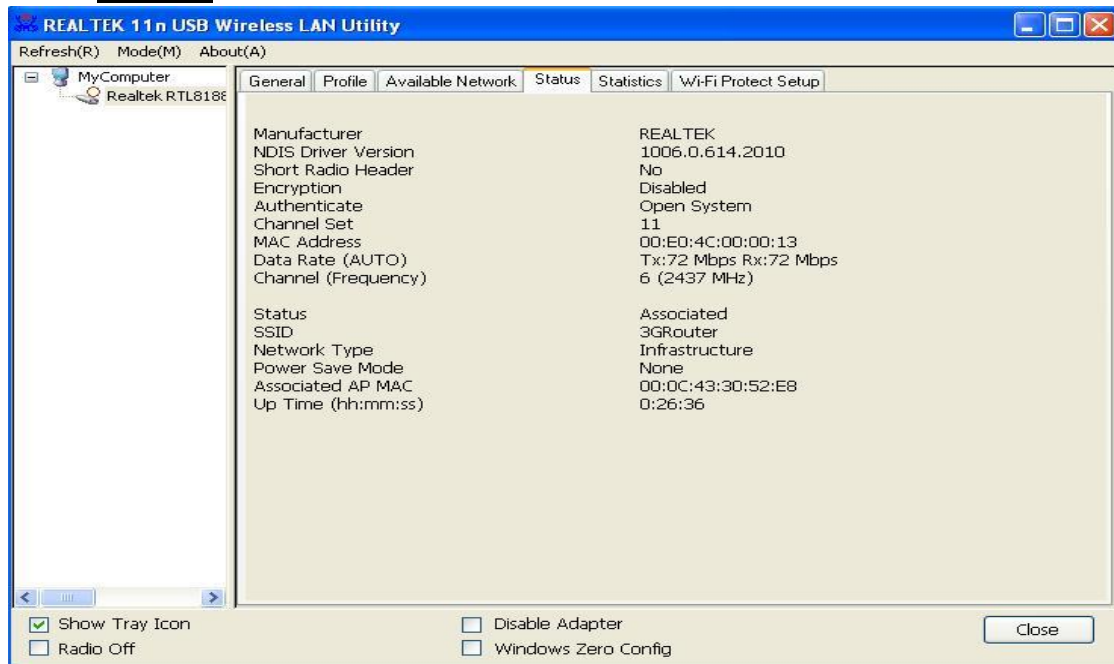 REALTEK 11n USB Wireless LAN Utility
Refresh(R) Mode(M) About(A)
MyComputer
Realtek RTL8188
General Profile Available Network Status Statistics Wi-Fi Protect Setup
Manufacturer REALTEK
NDIS Driver Version 1006.0.614.2010
Short Radio Header No
Encryption Disabled
Authenticate Open System
Channel Set 11
MAC Address 00:E0:4C:00:00:13
Data Rate (AUTO) Tx:72 Mbps Rx:72 Mbps
Channel (Frequency) 6 (2437 MHz)
Status Associated
SSID 3GRouter
Network Type Infrastructure
Power Save Mode None
Associated AP MAC 00:0C:43:30:52:E8
Up Time (hh:mm:ss) 0:26:36
Show Tray Icon Disable Adapter Close
Radio Off Windows Zero Config